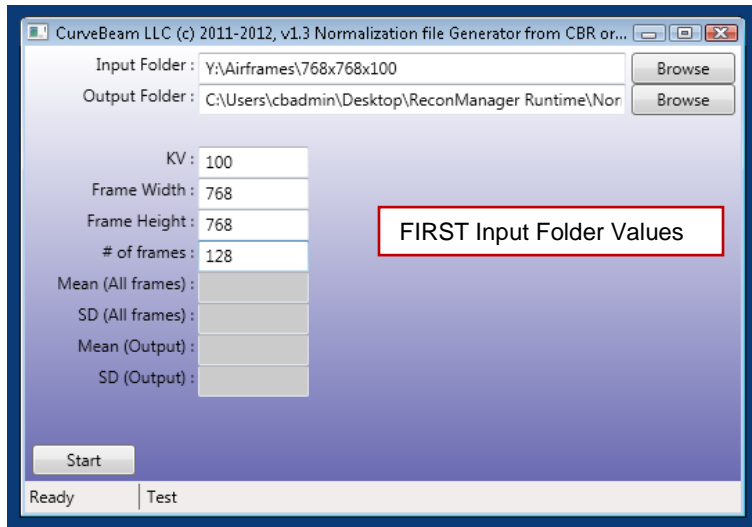 CurveBeam LLC (c) 2011-2012, v1.3 Normalization file Generator from CBR or...
Input Folder : Y:\Airframes\768x768x100 Browse
Output Folder : C:\Users\cbadmin\Desktop\ReconManager Runtime\Nor Browse
KV : 100
Frame Width : 768
Frame Height : 768
FIRST Input Folder Values
# of frames : 128
Mean (All frames) :
SD (All frames) :
Mean (Output) :
SD (Output) :
Start
Ready Test